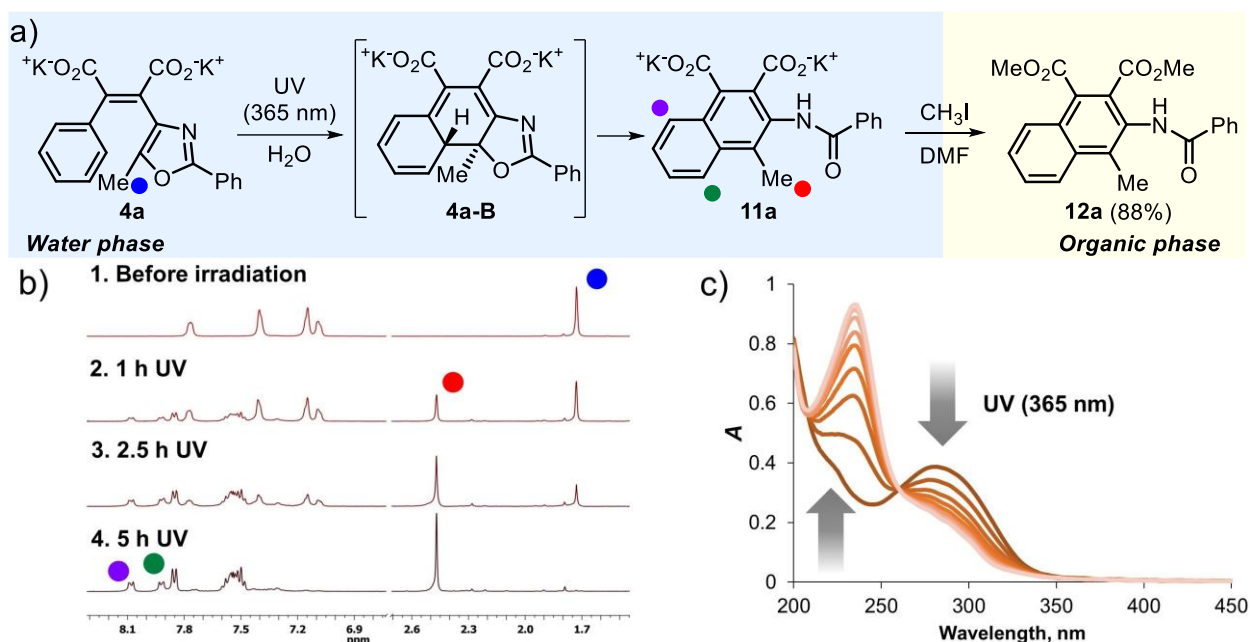 a)
⁺K⁻O₂C CO₂⁻K⁺
N
Me O Ph
4a
UV
(365 nm)
H₂O
⁺K⁻O₂C CO₂⁻K⁺
H
N
Me O Ph
4a-B
⁺K⁻O₂C CO₂⁻K⁺
H
N Ph
Me O
11a
CH₃I
DMF
MeO₂C CO₂Me
H
N Ph
Me O
12a (88%)
Water phase
Organic phase
b)
1. Before irradiation
2. 1 h UV
3. 2.5 h UV
4. 5 h UV
8.1 7.8 7.5 7.2 6.9 2.6 2.3 2.0 1.7
ppm
c)
UV (365 nm)
A
1
0.8
0.6
0.4
0.2
0
200 250 300 350 400 450
Wavelength, nm